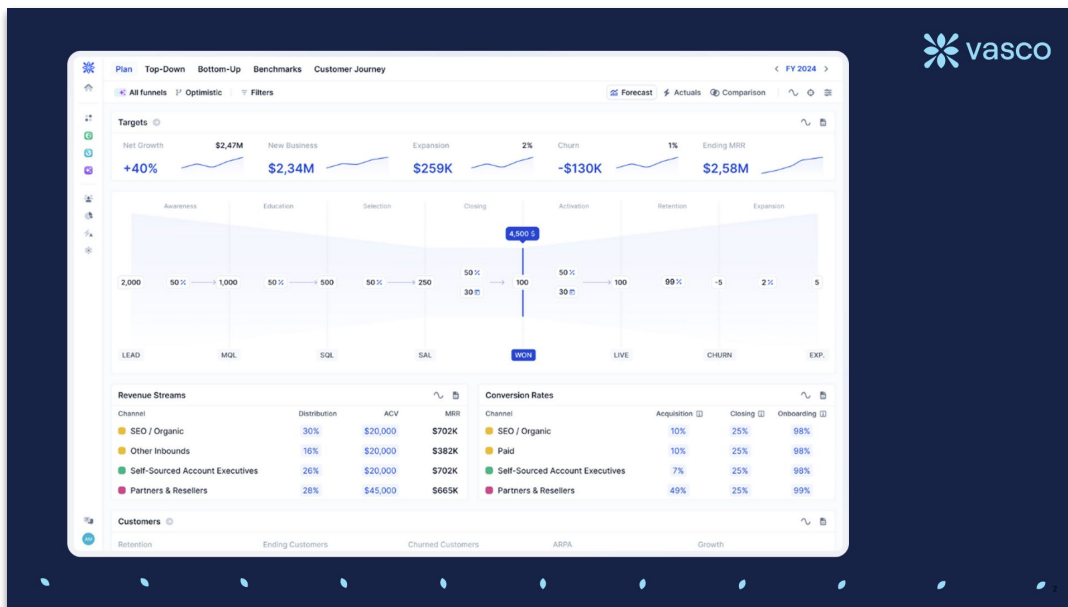 vasco
Plan Top-Down Bottom-Up Benchmarks Customer Journey < FY 2024 >
All funnels Optimistic Filters Forecast Actuals Comparison
Targets
Net Growth $2,47M New Business Expansion 2% Churn 1% Ending MRR
+40% $2,34M $259K -$130K $2,58M
Awareness Education Selection Closing Activation Retention Expansion
4,500 $
50 % 50 %
2,000 50 % 1,000 50 % 500 50 % 250 100 100 99 % -5 2 % 5
30 30
LEAD MQL SQL SAL WON LIVE CHURN EXP.
Revenue Streams
Channel Distribution ACV MRR
SEO / Organic 30% $20,000 $702K
Other Inbounds 16% $20,000 $382K
Self-Sourced Account Executives 26% $20,000 $702K
Partners & Resellers 28% $45,000 $665K
Conversion Rates
Channel Acquisition Closing Onboarding
SEO / Organic 10% 25% 98%
Paid 10% 25% 98%
Self-Sourced Account Executives 7% 25% 98%
Partners & Resellers 49% 25% 99%
Customers
Retention Ending Customers Churned Customers ARPA Growth
2